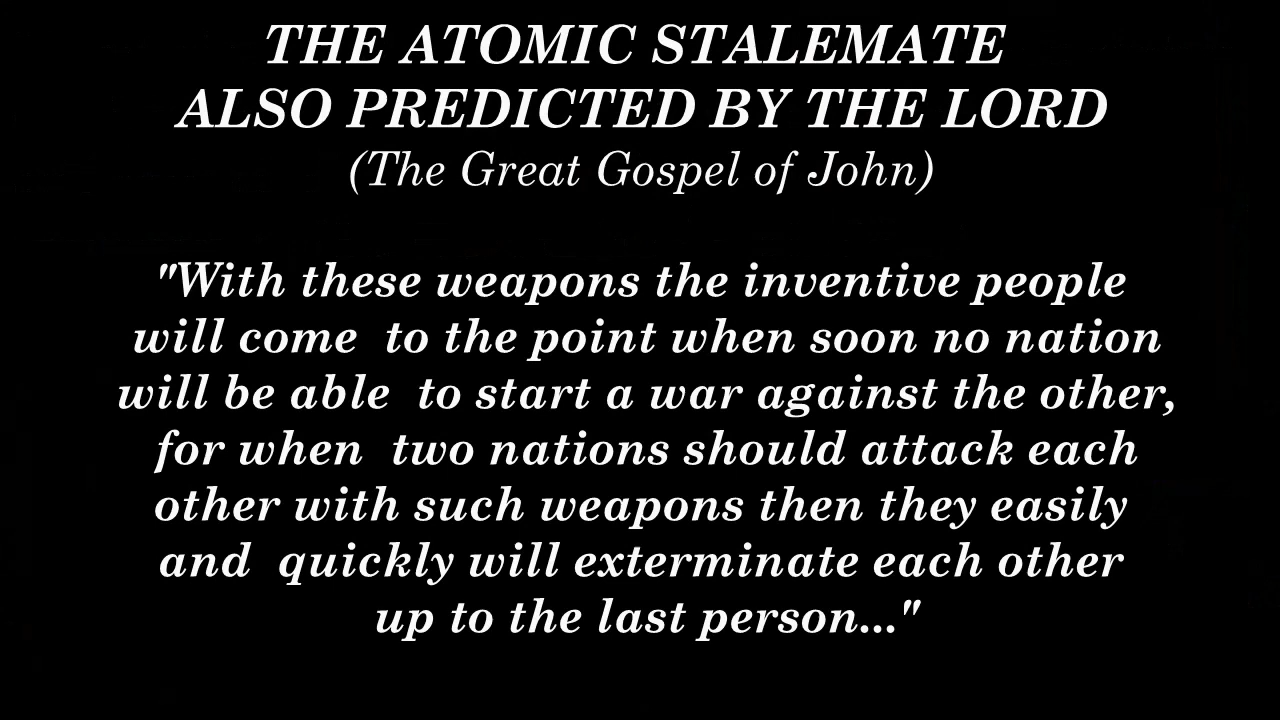 THE ATOMIC STALEMATE
ALSO PREDICTED BY THE LORD
(The Great Gospel of John)
"With these weapons the inventive people
will come  to the point when soon no nation
will be able  to start a war against the other,
for when  two nations should attack each
other with such weapons then they easily
and  quickly will exterminate each other
up to the last person..."